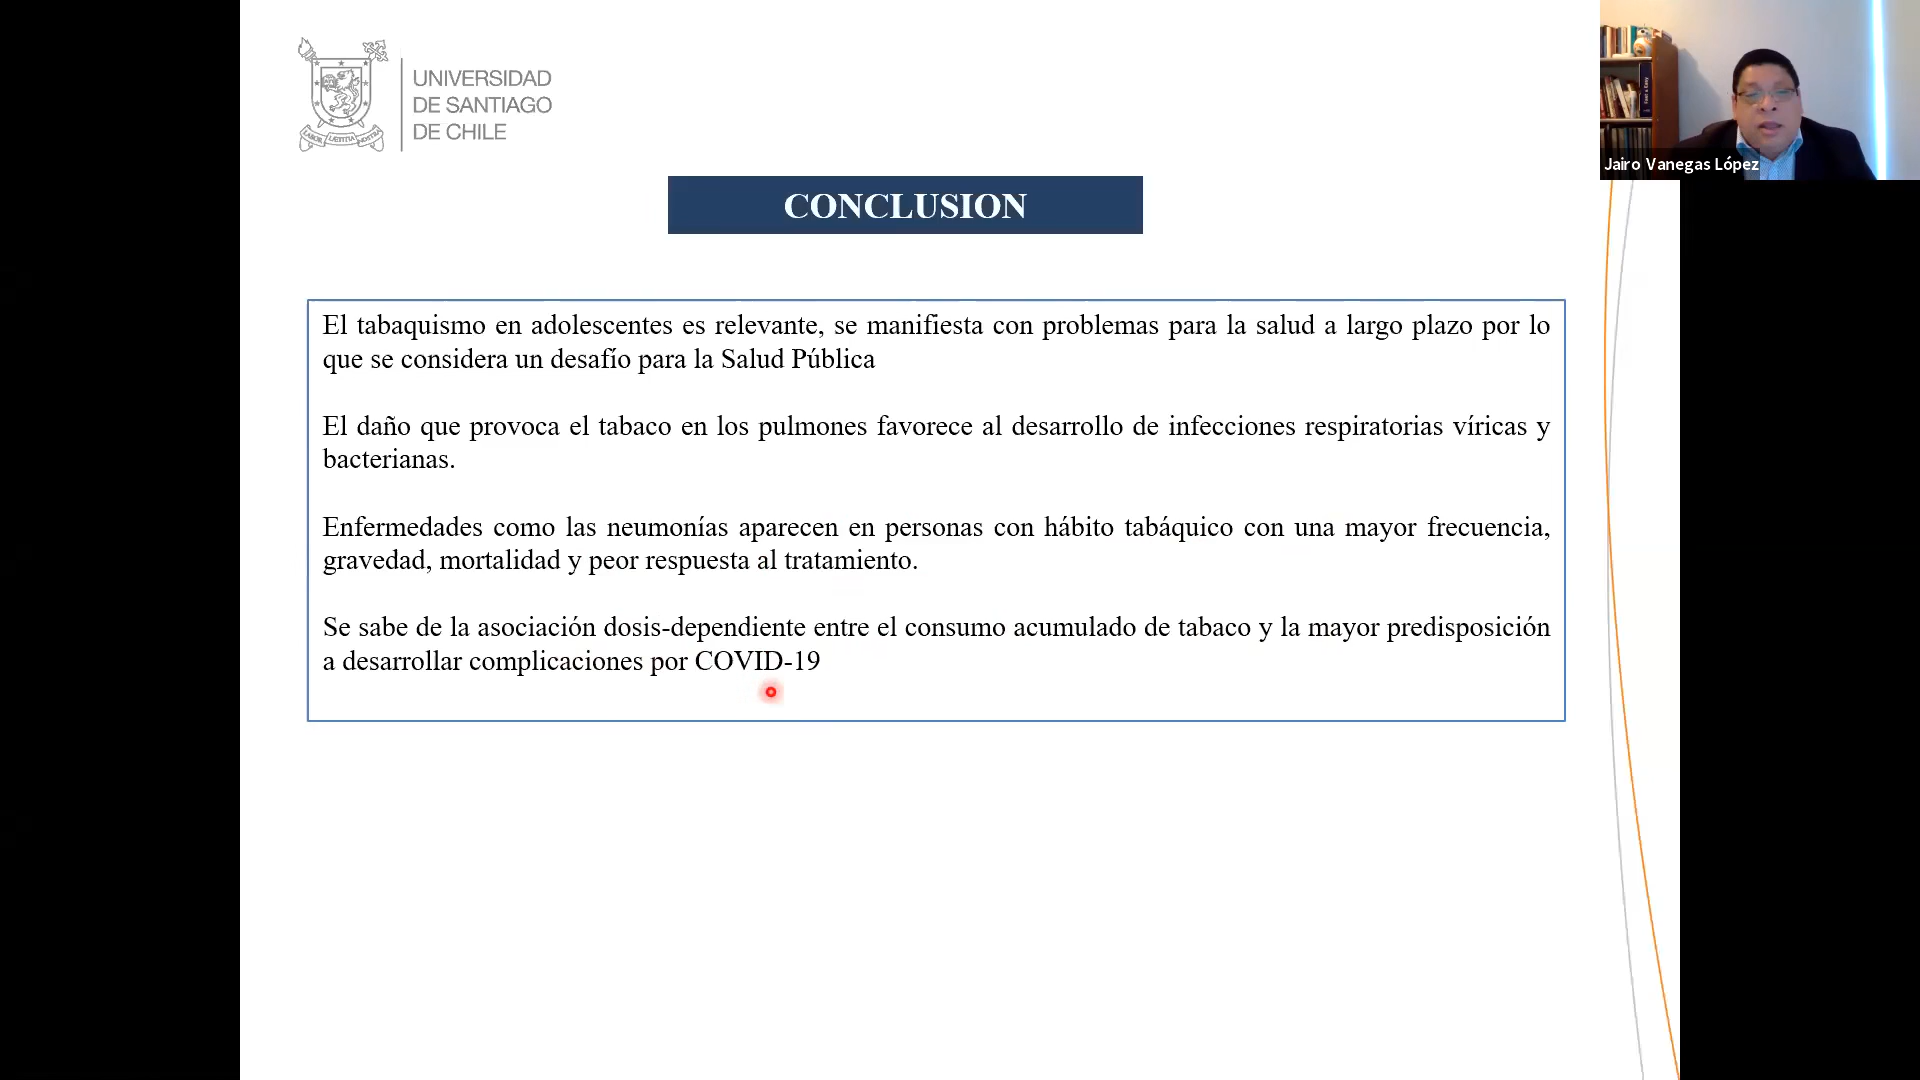 UNIVERSIDAD
DE SANTIAGO
DE CHILE
LABOR LÆTITIA NOSTRA
Jairo Vanegas López
CONCLUSION
El tabaquismo en adolescentes es relevante, se manifiesta con problemas para la salud a largo plazo por lo
que se considera un desafío para la Salud Pública
El daño que provoca el tabaco en los pulmones favorece al desarrollo de infecciones respiratorias víricas y
bacterianas.
Enfermedades como las neumonías aparecen en personas con hábito tabáquico con una mayor frecuencia,
gravedad, mortalidad y peor respuesta al tratamiento.
Se sabe de la asociación dosis-dependiente entre el consumo acumulado de tabaco y la mayor predisposición
a desarrollar complicaciones por COVID-19